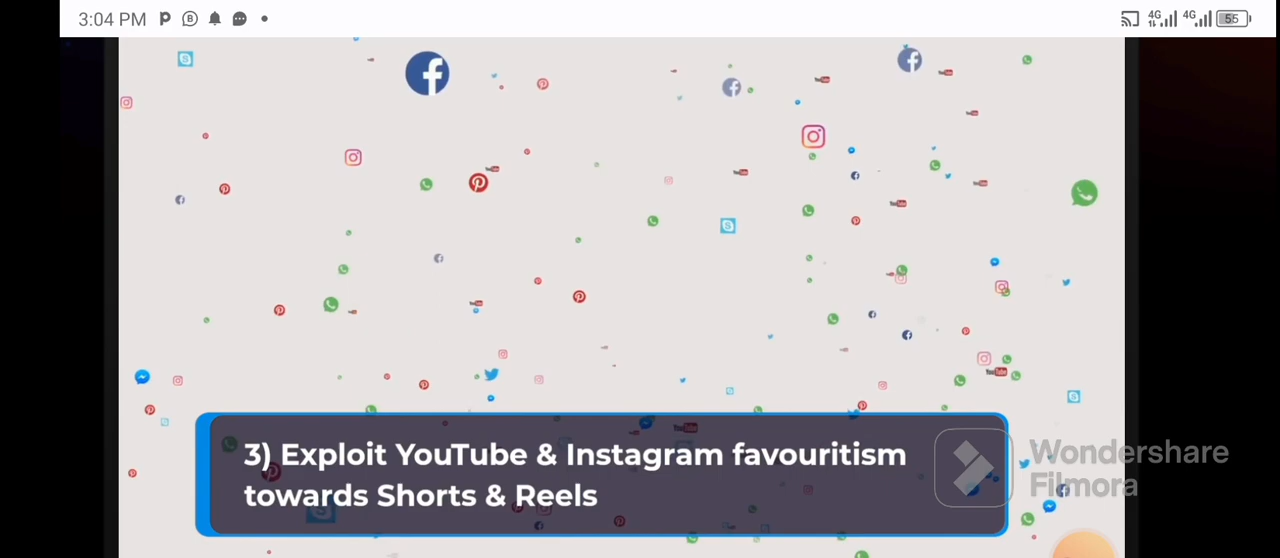 3:04 PM
4G 4G 55
3) Exploit YouTube & Instagram favouritism
towards Shorts & Reels
Wondershare
Filmora